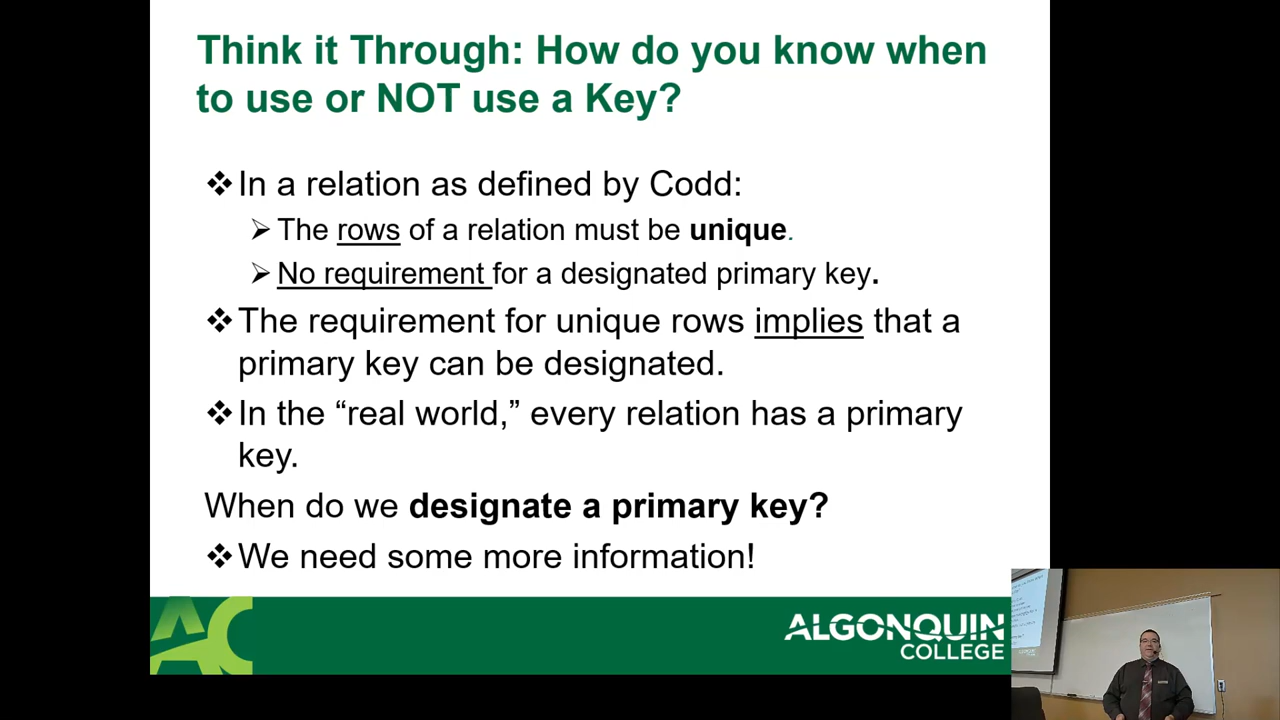 Think it Through: How do you know when
to use or NOT use a Key?
❖In a relation as defined by Codd:
➢The rows of a relation must be unique.
➢No requirement for a designated primary key.
❖The requirement for unique rows implies that a
primary key can be designated.
❖In the “real world,” every relation has a primary
key.
When do we designate a primary key?
❖We need some more information!
AC
ALGONQUIN
COLLEGE